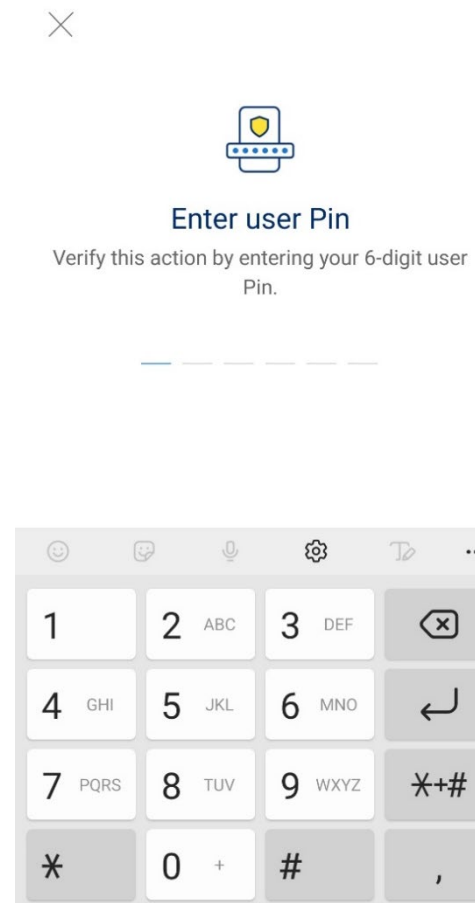 Enter user Pin
Verify this action by entering your 6-digit user
Pin.
1 2 ABC 3 DEF
4 GHI 5 JKL 6 MNO
7 PQRS 8 TUV 9 WXYZ *+#
* 0 + # ,